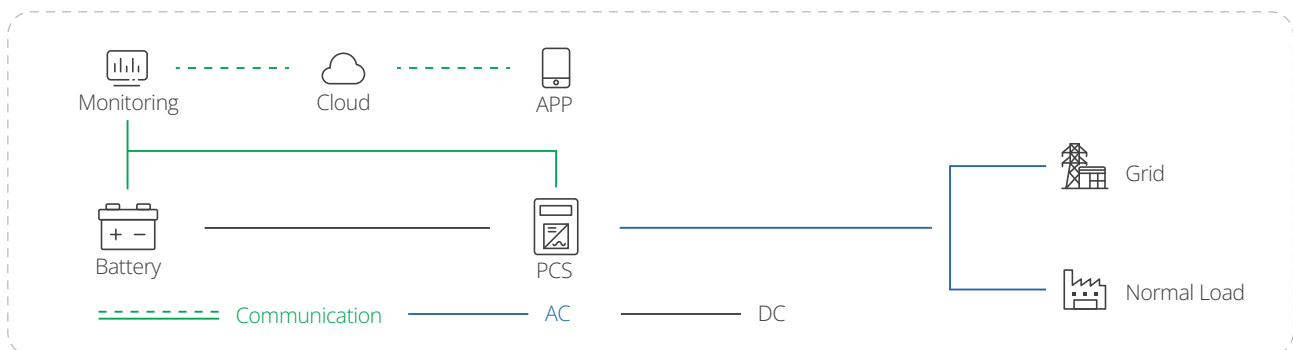 Monitoring
Cloud
APP
Grid
Battery
PCS
Normal Load
Communication
AC
DC